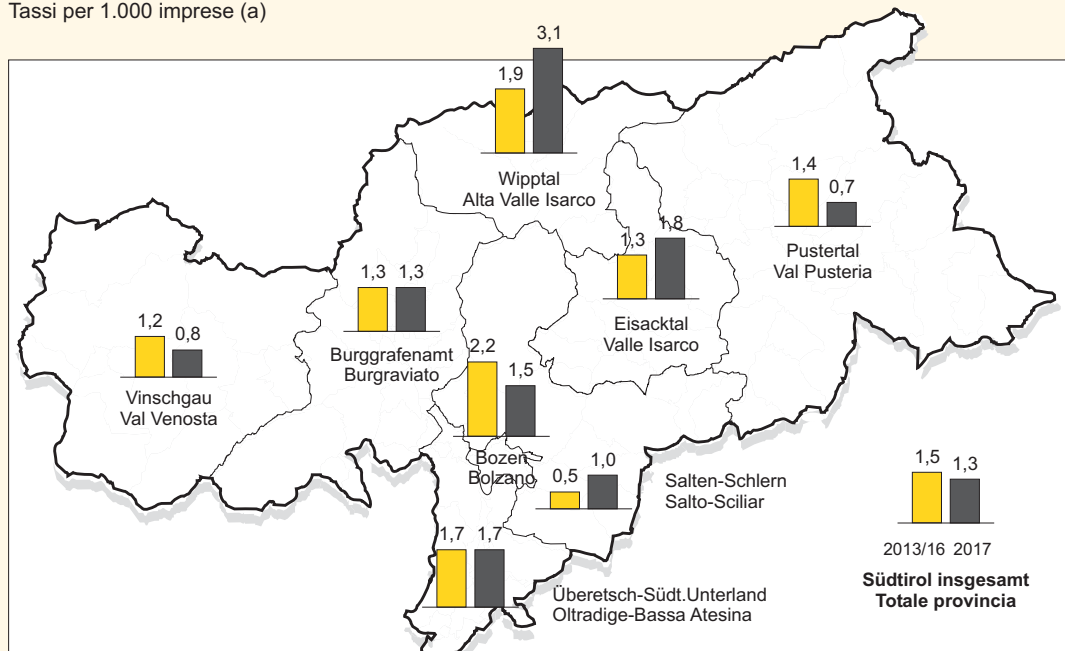 Tassi per 1.000 imprese (a)
1,9
3,1
Wipptal
Alta Valle Isarco
1,4
0,7
Pustertal
Val Pusteria
1,3
1,8
Eisacktal
Valle Isarco
1,3
1,3
Burggrafenamt
Burgraviato
1,2
0,8
Vinschgau
Val Venosta
2,2
1,5
Bozen
Bolzano
0,5
1,0
Salten-Schlern
Salto-Sciliar
1,7
1,7
Überetsch-Südt.Unterland
Oltradige-Bassa Atesina
1,5
1,3
2013/16 2017
Südtirol insgesamt
Totale provincia